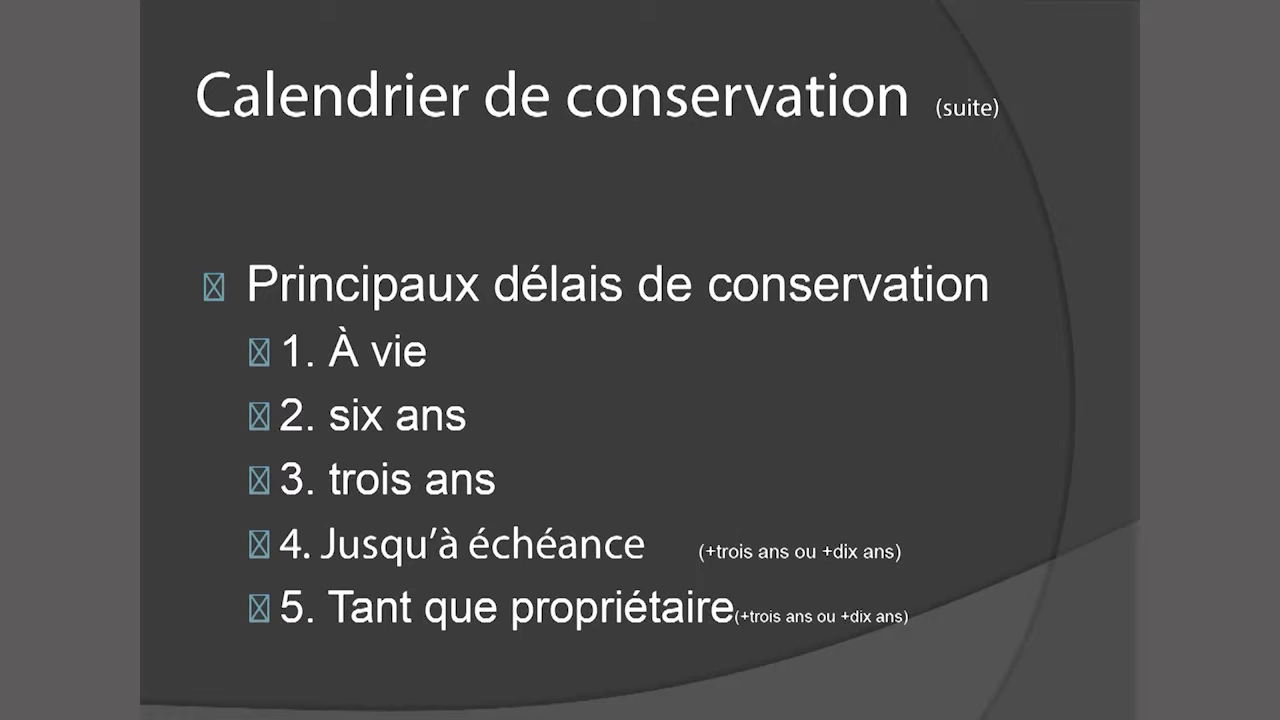 Calendrier de conservation (suite)
Principaux délais de conservation
1. À vie
2. six ans
3. trois ans
4. Jusqu’à échéance (+trois ans ou +dix ans)
5. Tant que propriétaire(+trois ans ou +dix ans)